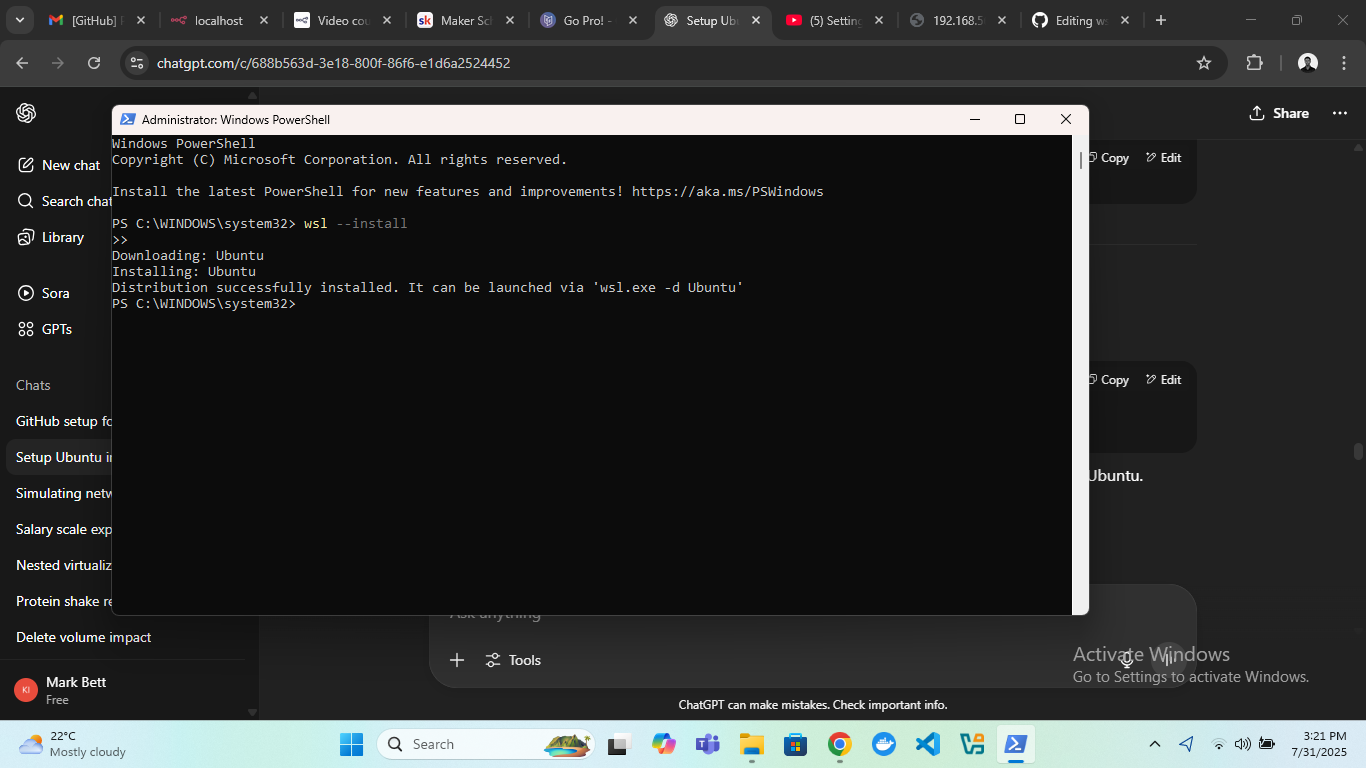 [GitHub] P
localhost
Video cou
sk
Maker Sch
Go Pro! -
Setup Ubu
(5) Setting
192.168.5
Editing ws
chatgpt.com/c/688b563d-3e18-800f-86f6-e1d6a2524452
Share
New chat
Search chat
Library
Sora
GPTs
Chats
GitHub setup fo
Setup Ubuntu in
Simulating netw
Salary scale exp
Nested virtualiz
Protein shake re
Delete volume impact
KI
Mark Bett
Free
Administrator: Windows PowerShell
Windows PowerShell
Copyright (C) Microsoft Corporation. All rights reserved.
Install the latest PowerShell for new features and improvements! https://aka.ms/PSWindows
PS C:\WINDOWS\system32> wsl --install
>>
Downloading: Ubuntu
Installing: Ubuntu
Distribution successfully installed. It can be launched via 'wsl.exe -d Ubuntu'
PS C:\WINDOWS\system32>
Copy Edit
Copy Edit
Ubuntu.
Ask anything
Tools
ChatGPT can make mistakes. Check important info.
Activate Windows
Go to Settings to activate Windows.
22°C
Mostly cloudy
Search
3:21 PM
7/31/2025